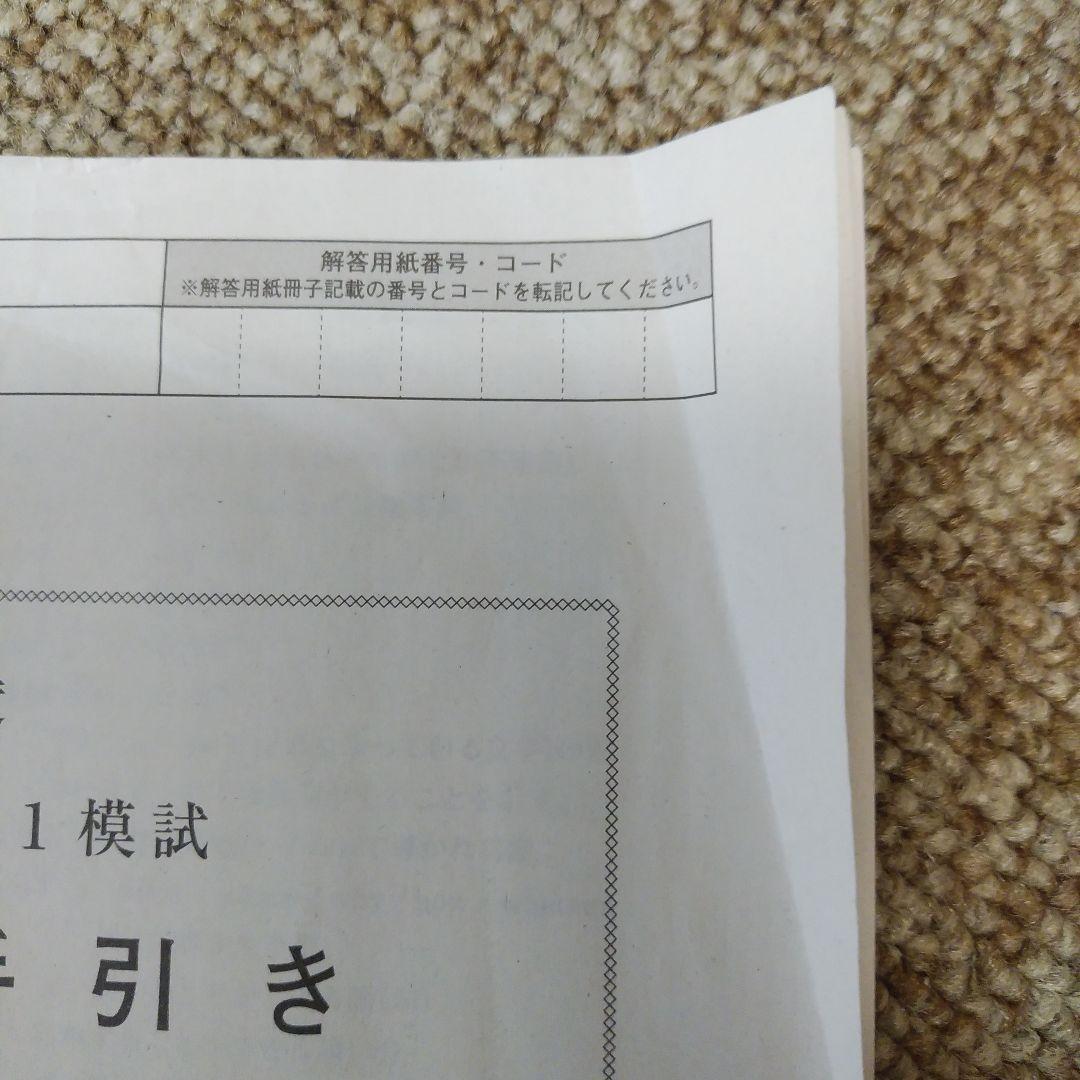 解答用紙番号・コード
※解答用紙冊子記載の番号とコードを転記してください。
1模試
引き